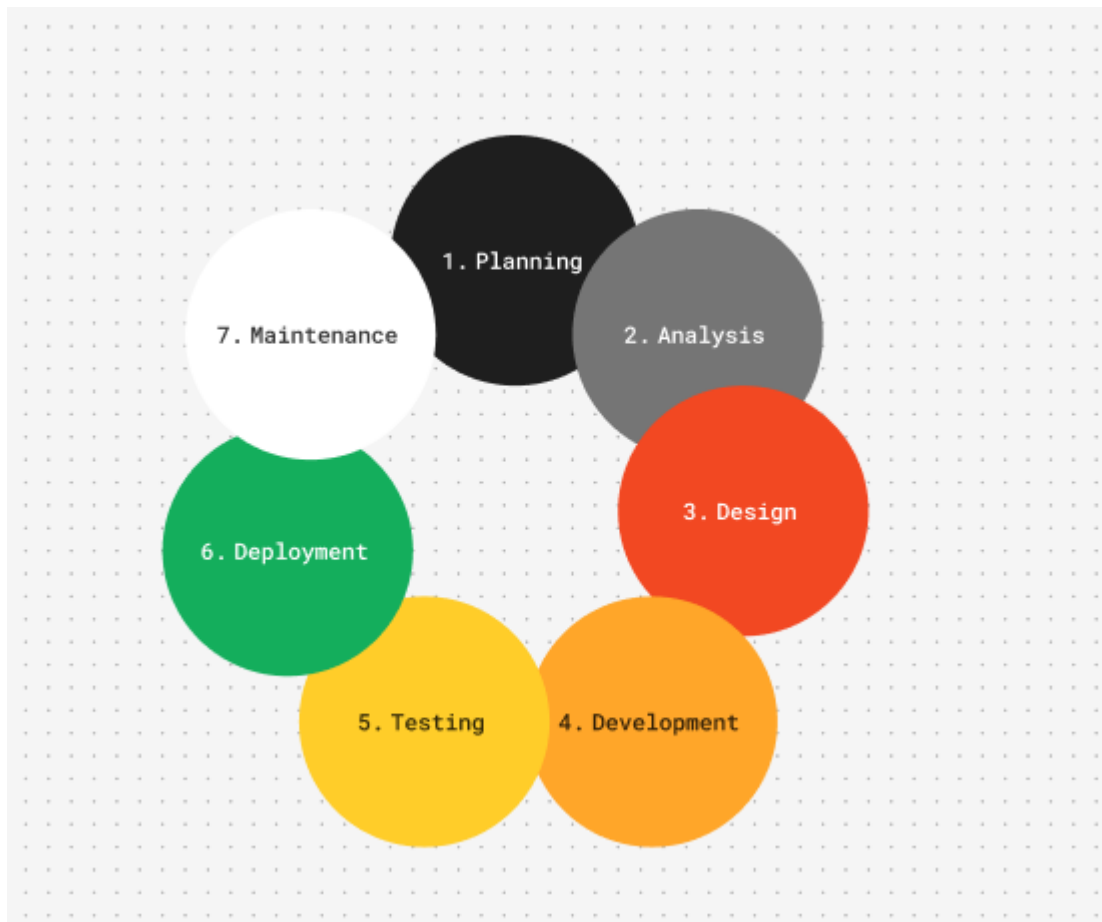 1. Planning
2. Analysis
3. Design
4. Development
5. Testing
6. Deployment
7. Maintenance